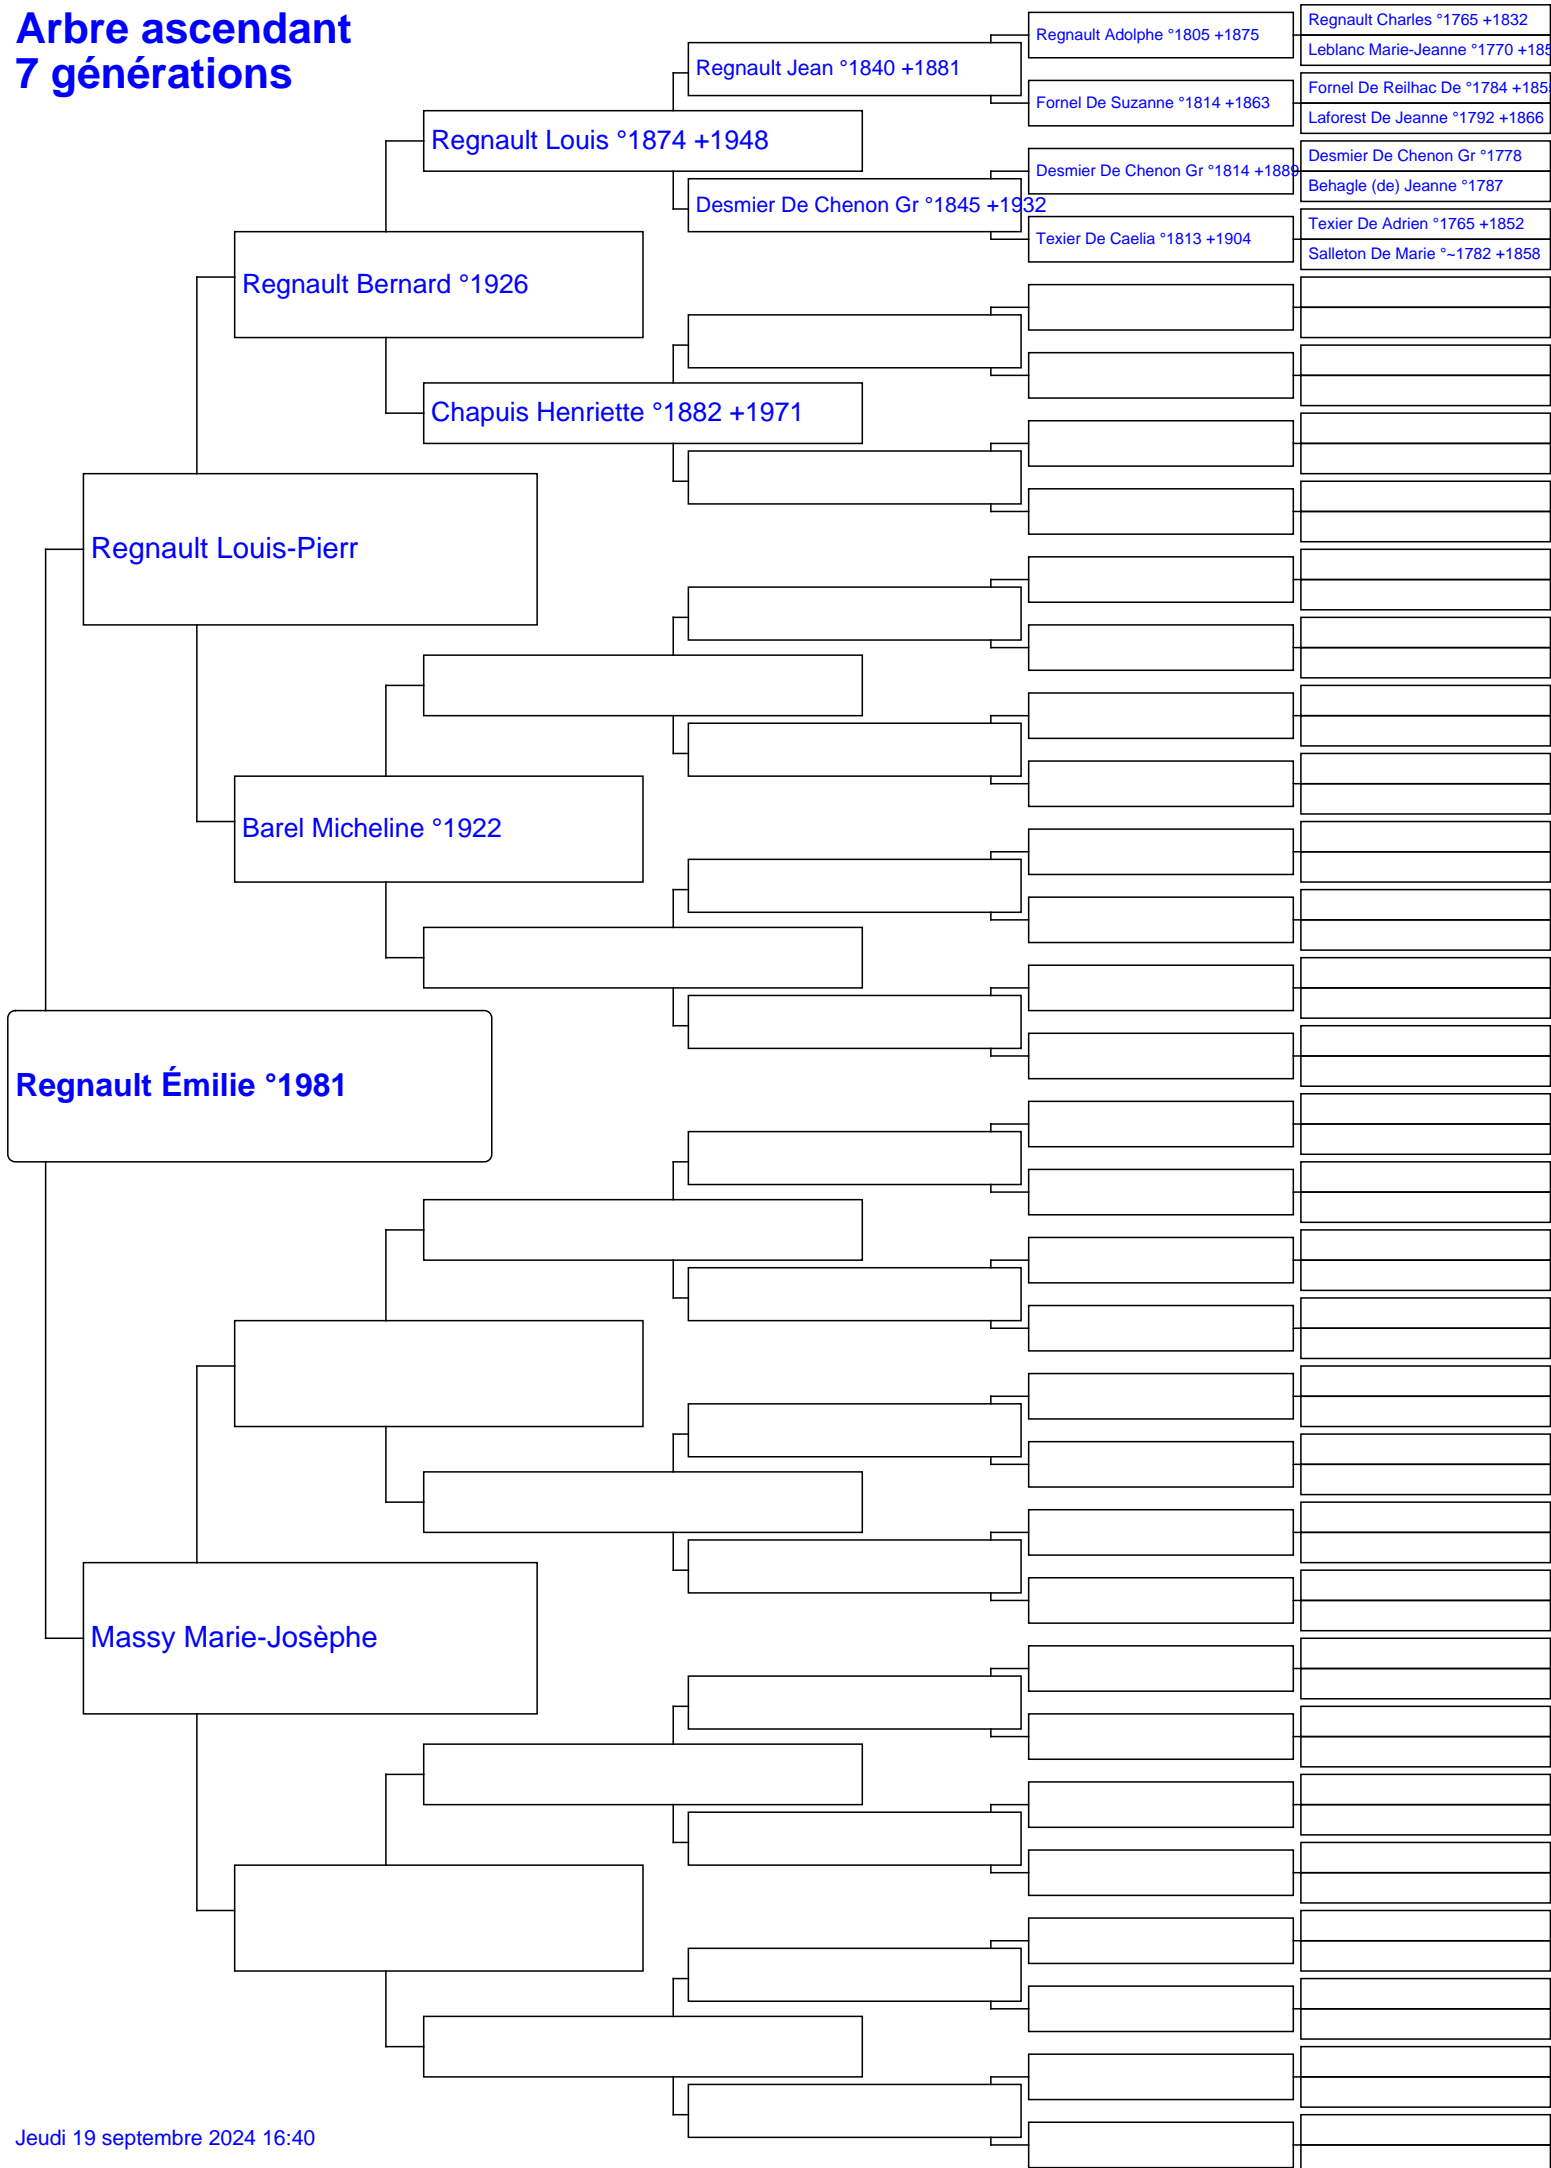 Arbre ascendant
7 générations
Regnault Charles °1765 +1832
Regnault Adolphe °1805 +1875
Leblanc Marie-Jeanne °1770 +185
Regnault Jean °1840 +1881
Fornel De Reilhac De °1784 +185
Fornel De Suzanne °1814 +1863
Laforest De Jeanne °1792 +1866
Regnault Louis °1874 +1948
Desmier De Chenon Gr °1778
Desmier De Chenon Gr °1814 +1889
Behagle (de) Jeanne °1787
Desmier De Chenon Gr °1845 +1932
Texier De Adrien °1765 +1852
Texier De Caelia °1813 +1904
Salleton De Marie °~1782 +1858
Regnault Bernard °1926
Chapuis Henriette °1882 +1971
Regnault Louis-Pierr
Barel Micheline °1922
Regnault Émilie °1981
Massy Marie-Josèphe
Jeudi 19 septembre 2024 16:40